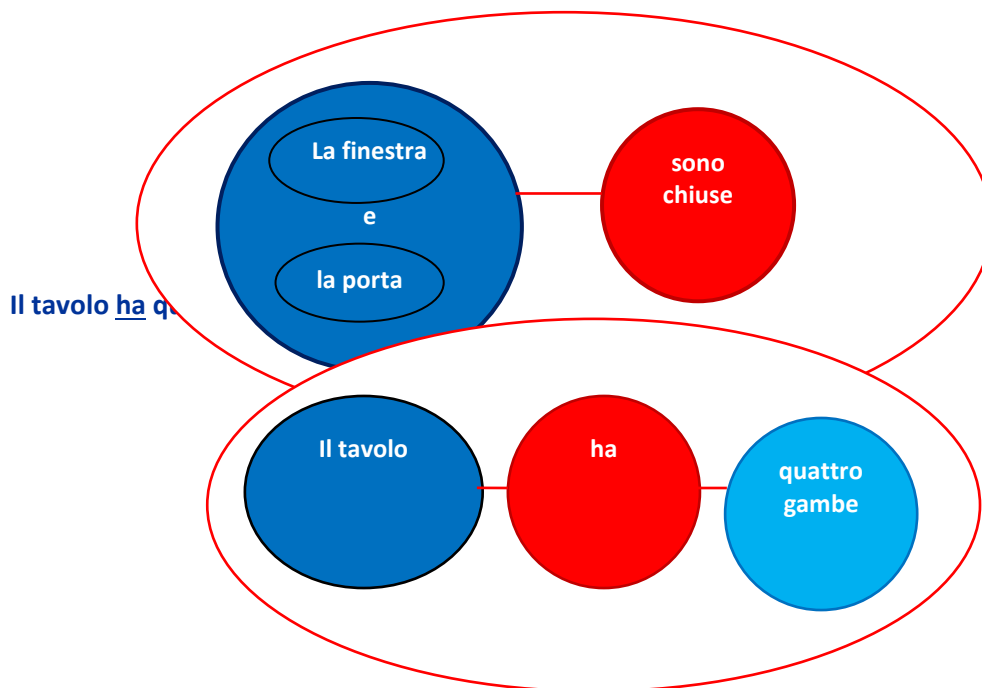 La finestra
e
la porta
sono
chiuse
Il tavolo ha
Il tavolo
ha
quattro
gambe